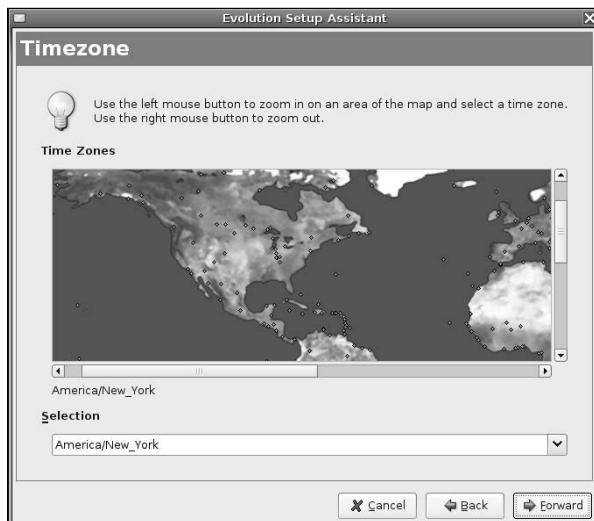 Evolution Setup Assistant
Timezone
Use the left mouse button to zoom in on an area of the map and select a time zone.
Use the right mouse button to zoom out.
Time Zones
America/New_York
Selection
America/New_York
Cancel
Back
Forward